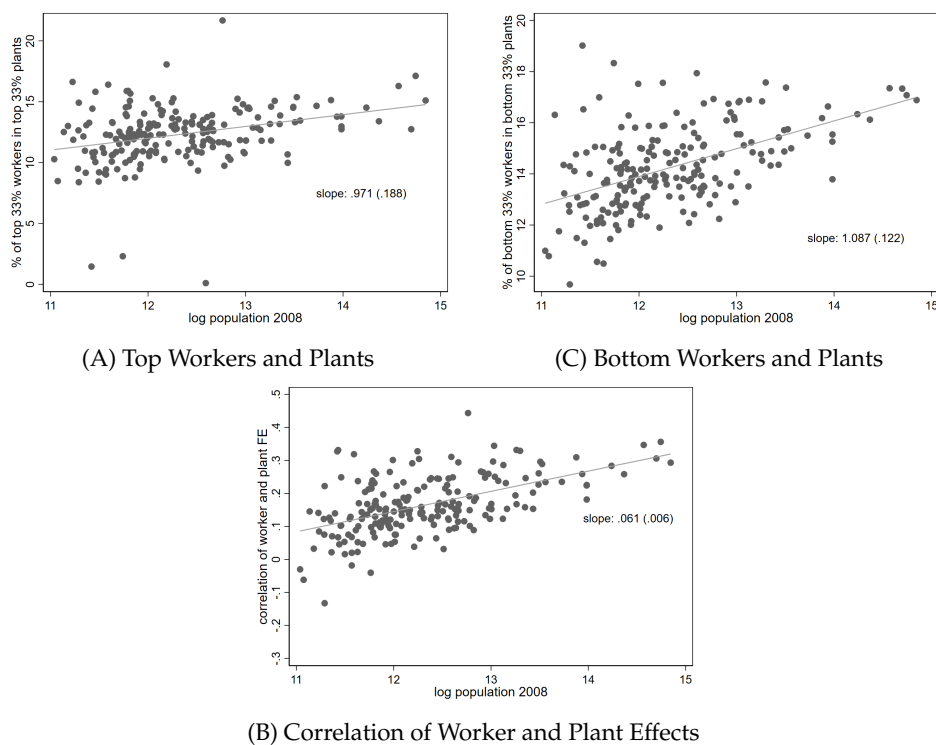 % of top 33% workers in top 33% plants
20
15
10
5
0
slope: .971 (.188)
11 12 13 14 15
log population 2008
(A) Top Workers and Plants
% of bottom 33% workers in bottom 33% plants
20
18
16
14
12
10
slope: 1.087 (.122)
11 12 13 14 15
log population 2008
(C) Bottom Workers and Plants
correlation of worker and plant FE
.5
.4
.3
.2
.1
0
-.1
-.2
-.3
slope: .061 (.006)
11 12 13 14 15
log population 2008
(B) Correlation of Worker and Plant Effects